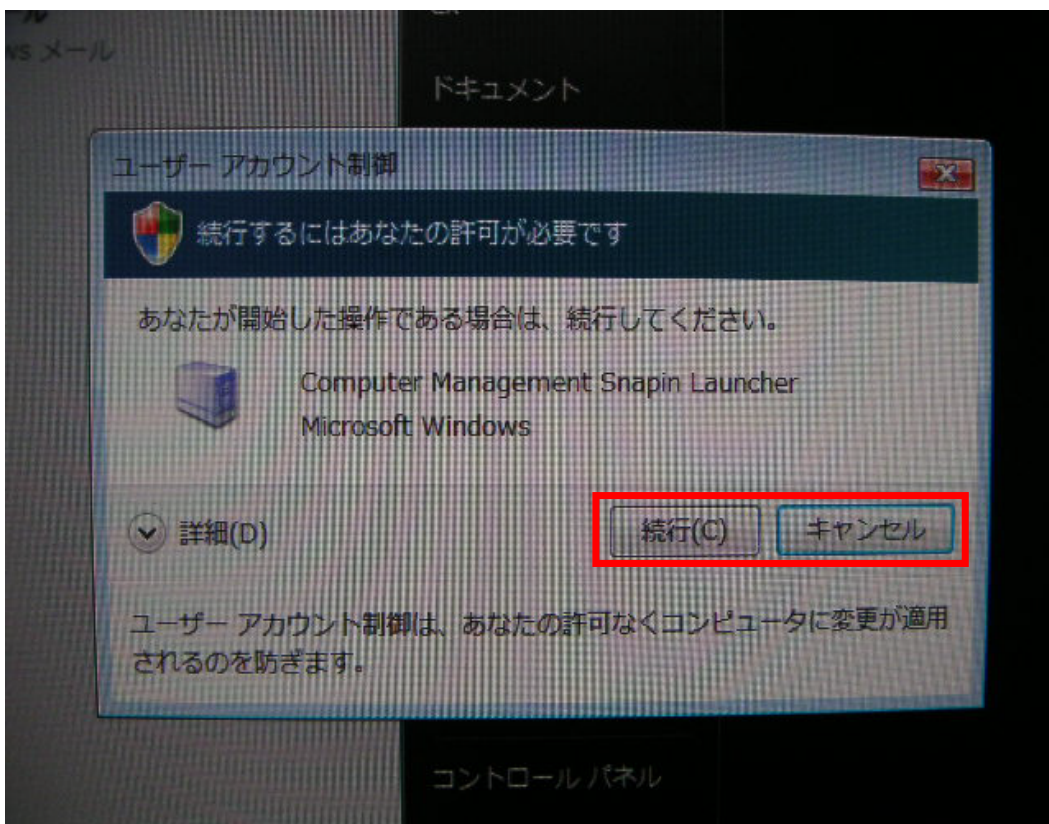 ール
ws メール
ドキュメント
ユーザー アカウント制御
続行するにはあなたの許可が必要です
あなたが開始した操作である場合は、続行してください。
Computer Management Snapin Launcher
Microsoft Windows
詳細(D)
続行(C)
キャンセル
ユーザー アカウント制御は、あなたの許可なくコンピュータに変更が適用
されるのを防ぎます。
コントロール パネル